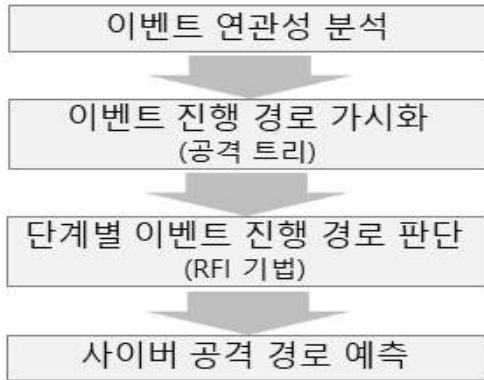 이벤트 연관성 분석
이벤트 진행 경로 가시화
(공격 트리)
단계별 이벤트 진행 경로 판단
(RFI 기법)
사이버 공격 경로 예측